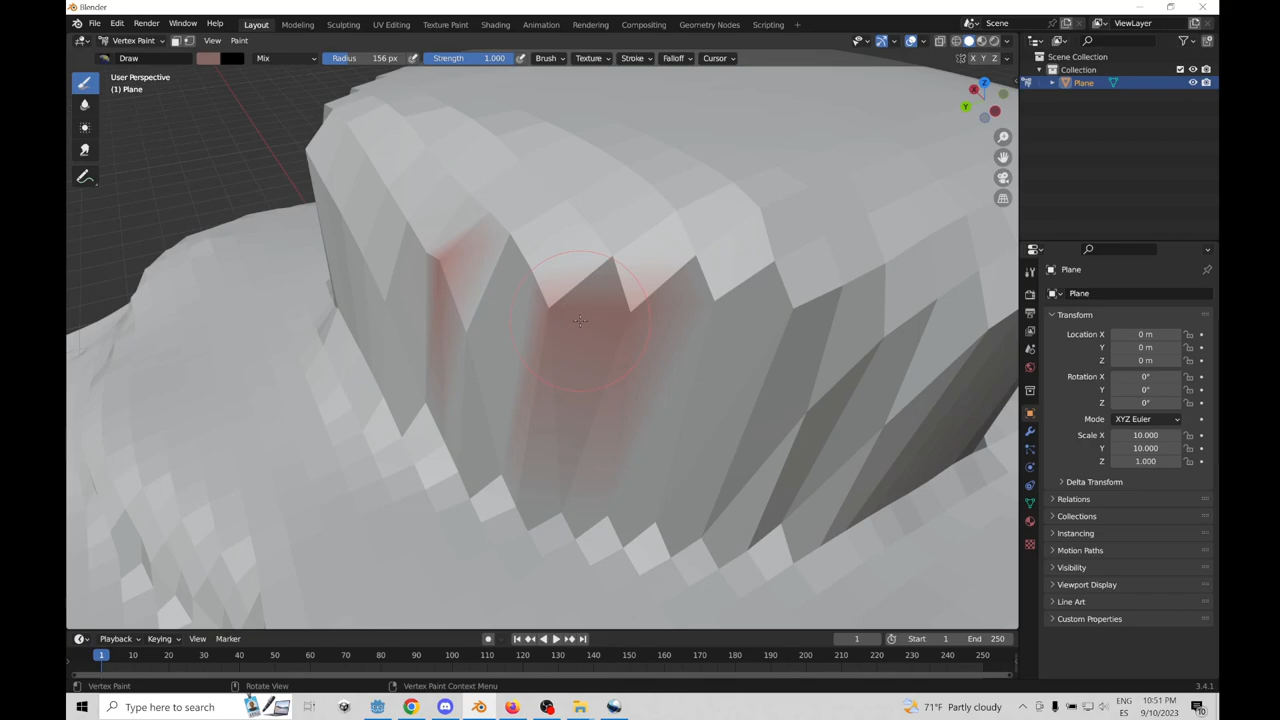 Blender
File Edit Render Window Help Layout Modeling Sculpting UV Editing Texture Paint Shading Animation Rendering Compositing Geometry Nodes Scripting + Scene ViewLayer
Vertex Paint View Paint
Draw Mix Radius 156 px Strength 1.000 Brush Texture Stroke Falloff Cursor X Y Z
User Perspective
(1) Plane
Z
X
Y
Scene Collection
Collection
Plane
Plane
Plane
Transform
Location X 0 m
Y 0 m
Z 0 m
Rotation X 0°
Y 0°
Z 0°
Mode XYZ Euler
Scale X 10.000
Y 10.000
Z 1.000
Delta Transform
Relations
Collections
Instancing
Motion Paths
Visibility
Viewport Display
Line Art
Custom Properties
Playback Keying View Marker 1 Start 1 End 250
1 10 20 30 40 50 60 70 80 90 100 110 120 130 140 150 160 170 180 190 200 210 220 230 240 250
Vertex Paint Rotate View Vertex Paint Context Menu 3.4.1
Type here to search 71°F Partly cloudy ENG ES 10:51 PM 9/10/2023 10